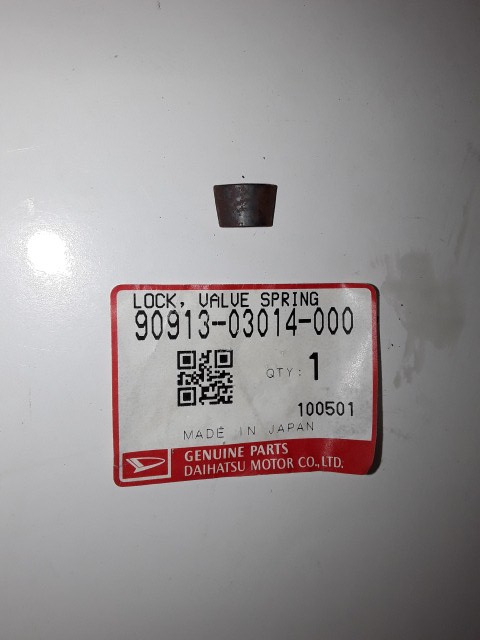 LOCK, VALVE SPRING
90913-03014-000
QTY: 1
100501
MADE IN JAPAN
GENUINE PARTS
DAIHATSU MOTOR CO.,LTD.